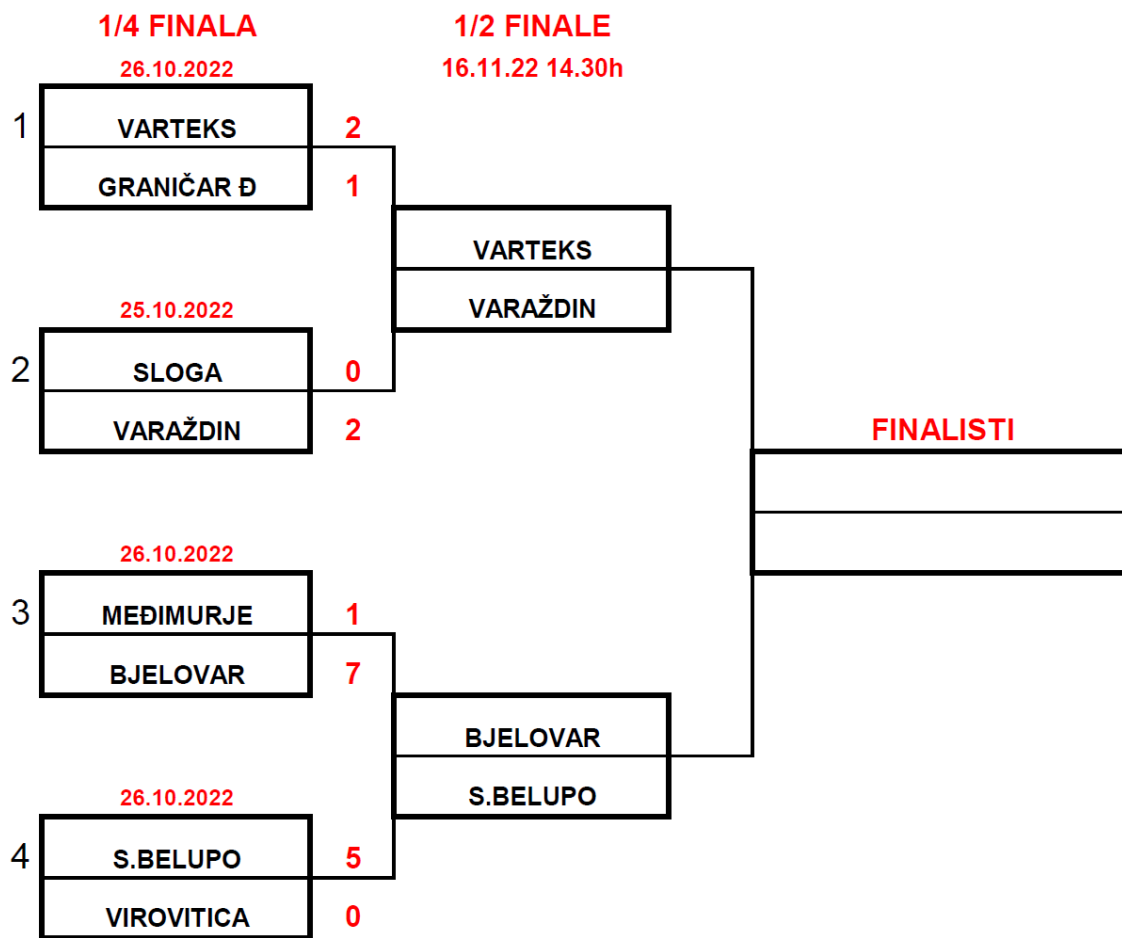 1/4 FINALA
1/2 FINALE
26.10.2022
16.11.22 14.30h
1
VARTEKS
2
GRANIČAR Đ
1
VARTEKS
VARAŽDIN
25.10.2022
2
SLOGA
0
VARAŽDIN
2
FINALISTI
26.10.2022
3
MEĐIMURJE
1
BJELOVAR
7
BJELOVAR
S.BELUPO
26.10.2022
4
S.BELUPO
5
VIROVITICA
0